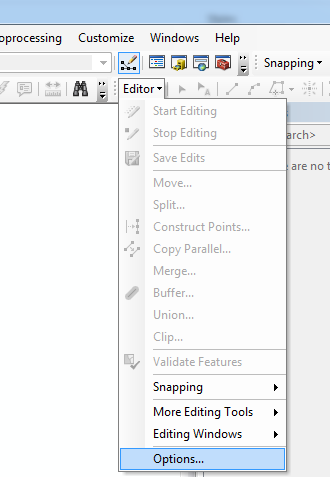 oprocessing Customize Windows Help
Snapping
Editor
Start Editing
Stop Editing
Save Edits
arch>
e are no t
Move...
Split...
Construct Points...
Copy Parallel...
Merge...
Buffer...
Union...
Clip...
Validate Features
Snapping
More Editing Tools
Editing Windows
Options...